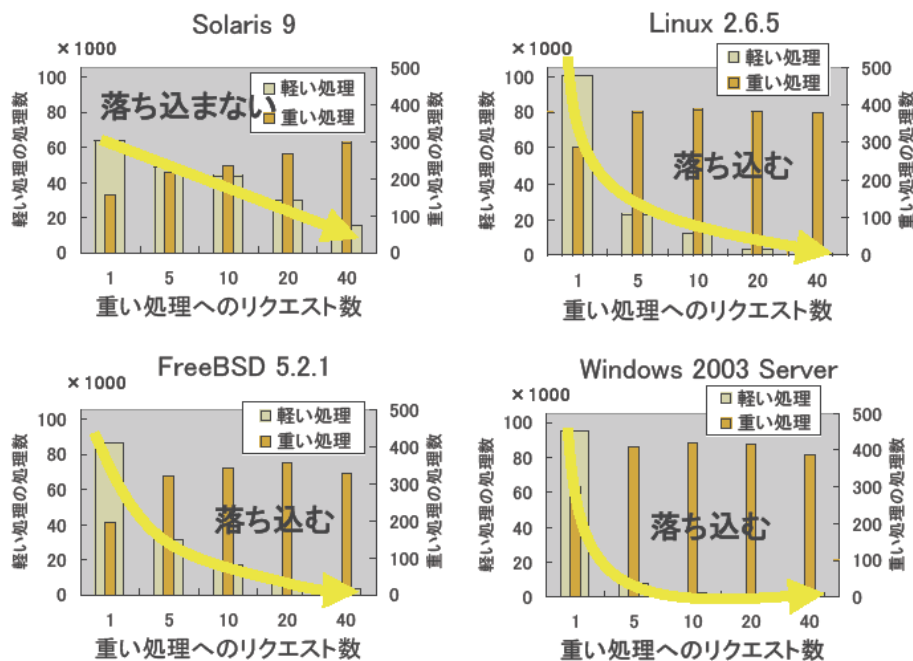 Solaris 9
×1000
軽い処理
重い処理
落ち込まない
軽い処理の処理数
100
80
60
40
20
0
500
400
300
200
100
0
重い処理の処理数
1 5 10 20 40
重い処理へのリクエスト数
Linux 2.6.5
×1000
軽い処理
重い処理
落ち込む
軽い処理の処理数
100
80
60
40
20
0
500
400
300
200
100
0
重い処理の処理数
1 5 10 20 40
重い処理へのリクエスト数
FreeBSD 5.2.1
×1000
軽い処理
重い処理
落ち込む
軽い処理の処理数
100
80
60
40
20
0
500
400
300
200
100
0
重い処理の処理数
1 5 10 20 40
重い処理へのリクエスト数
Windows 2003 Server
×1000
軽い処理
重い処理
落ち込む
軽い処理の処理数
100
80
60
40
20
0
500
400
300
200
100
0
重い処理の処理数
1 5 10 20 40
重い処理へのリクエスト数